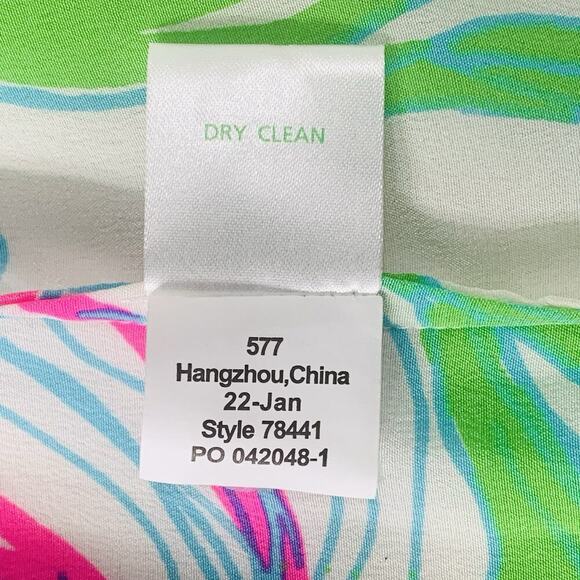 DRY CLEAN
577
Hangzhou,China
22-Jan
Style 78441
PO 042048-1